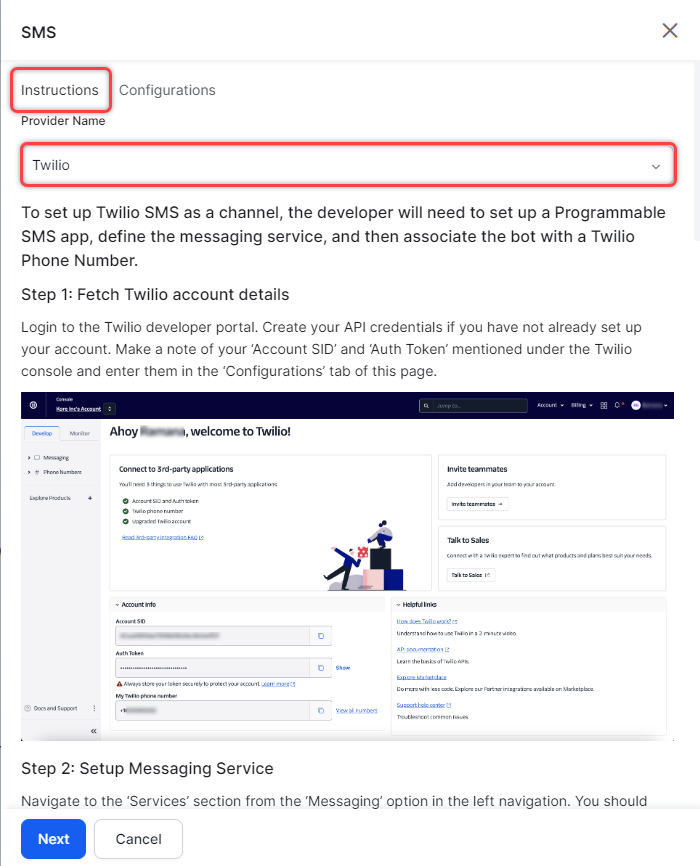 SMS
Instructions Configurations
Provider Name
Twilio
To set up Twilio SMS as a channel, the developer will need to set up a Programmable
SMS app, define the messaging service, and then associate the bot with a Twilio
Phone Number.
Step 1: Fetch Twilio account details
Login to the Twilio developer portal. Create your API credentials if you have not already set up
your account. Make a note of your ‘Account SID’ and ‘Auth Token’ mentioned under the Twilio
console and enter them in the ‘Configurations’ tab of this page.
Console
Kore Inc's Account
Jump to...
Account
Billing
Develop Monitor
Messaging
# Phone Numbers
Explore Products +
Docs and Support
Ahoy , welcome to Twilio!
Connect to 3rd-party applications
You'll need 3 things to use Twilio with most 3rd-party applications:
Account SID and Auth token
Twilio phone number
Upgraded Twilio account
Read 3rd-party integration FAQ
Invite teammates
Add developers in your team to your account.
Invite teammates
Talk to Sales
Connect with a Twilio expert to find out what products and plans best suit your needs.
Talk to Sales
Account Info
Account SID
Auth Token
Show
Always store your token securely to protect your account. Learn more
My Twilio phone number
+1
View all numbers
Helpful links
How does Twilio work?
Understand how to use Twilio in a 2-minute video.
API documentation
Learn the basics of Twilio APIs.
Explore Marketplace
Do more with less code. Explore our Partner integrations available on Marketplace.
Support help center
Troubleshoot common issues.
Step 2: Setup Messaging Service
Navigate to the ‘Services’ section from the ‘Messaging’ option in the left navigation. You should
Next Cancel